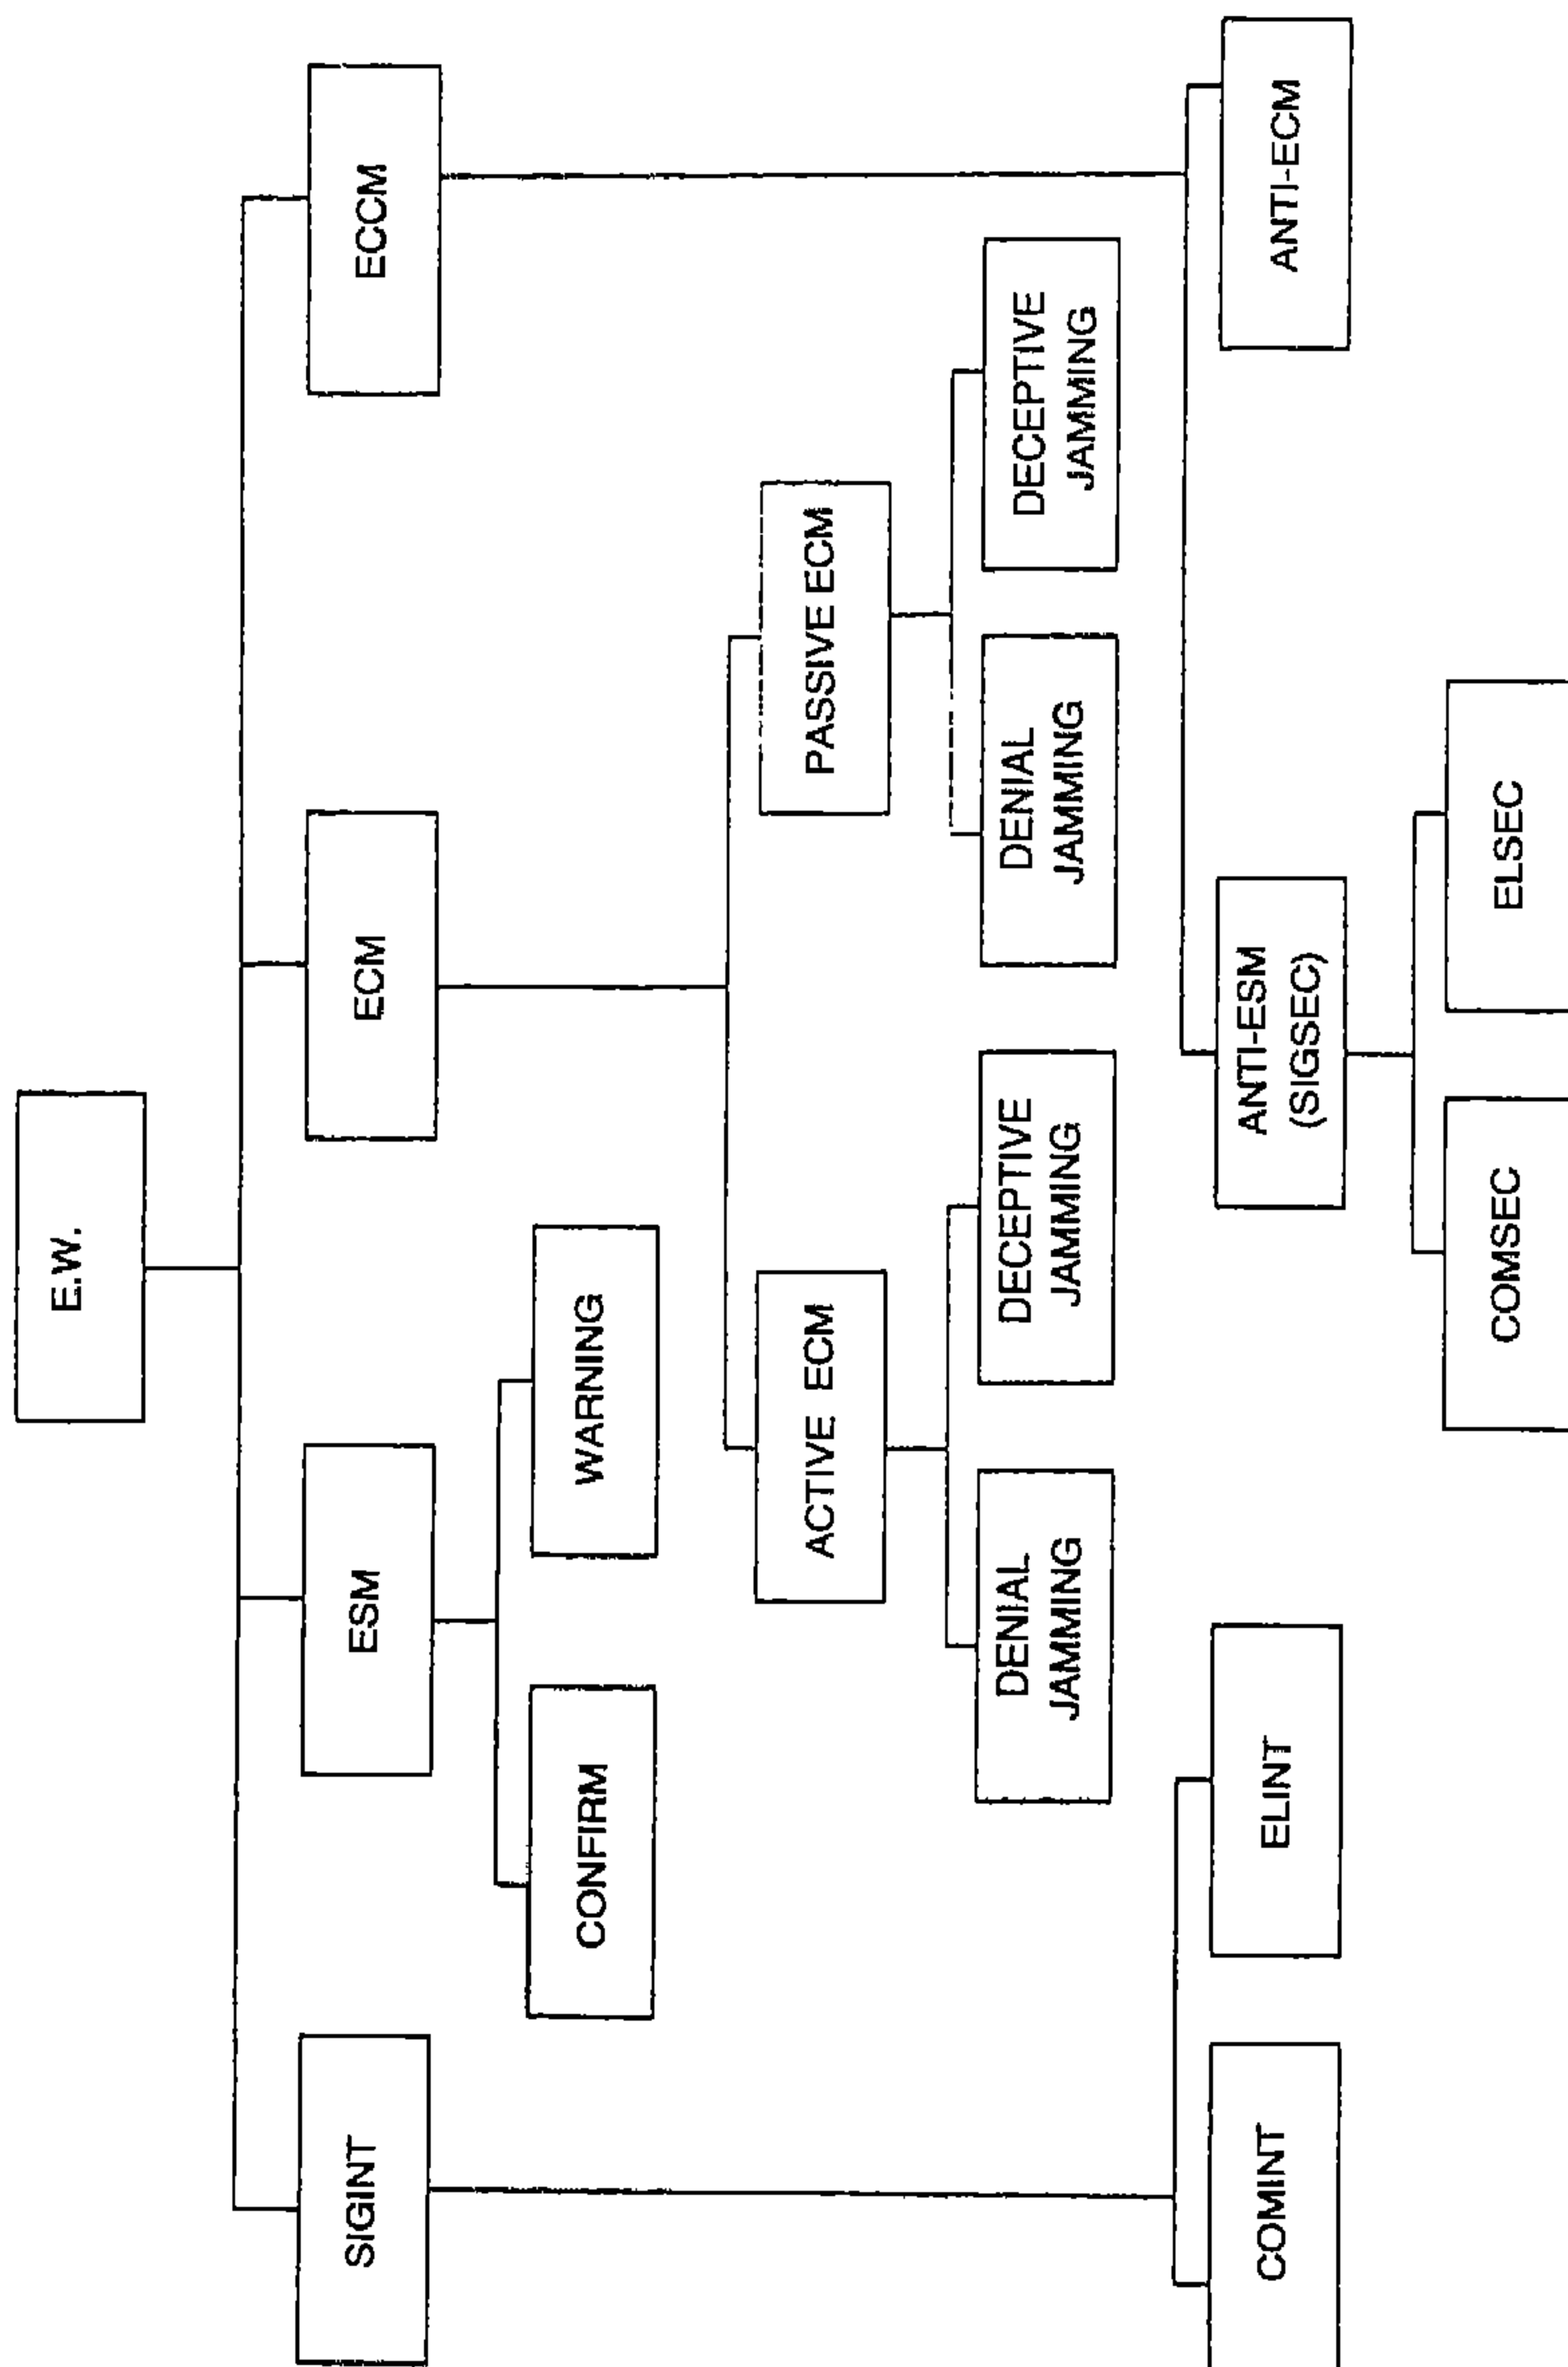 E.W.
SIGINT
ESM
ECM
ECCM
CONFIRM
WARNING
ACTIVE ECM
PASSIVE ECM
DENIAL
JAMMING
DECEPTIVE
JAMMING
DENIAL
JAMMING
DECEPTIVE
JAMMING
COMINT
ELINT
ANTI-ESM
(SIGSEC)
ANTI-ECM
COMSEC
ELSEC